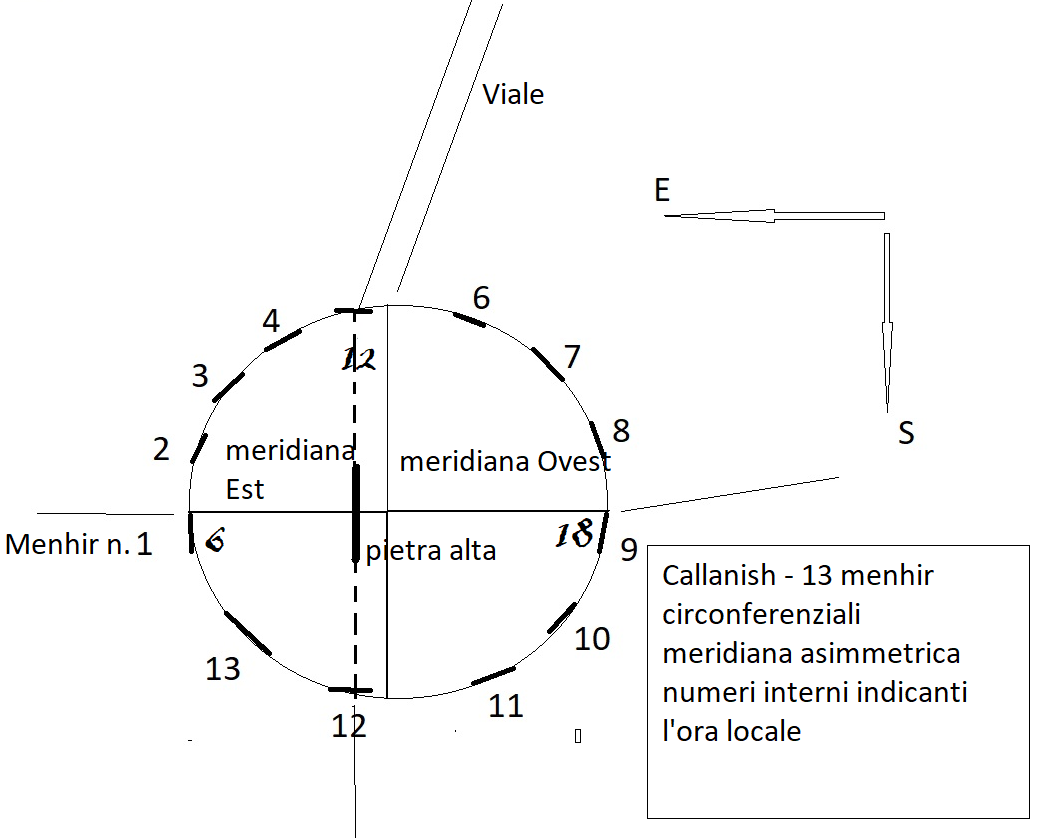 Viale
E
S
6
4
7
12
3
8
2
meridiana
Est
meridiana Ovest
6
18
Menhir n. 1
pietra alta
9
10
13
11
12
Callanish - 13 menhir
circonferenziali
meridiana asimmetrica
numeri interni indicanti
l'ora locale